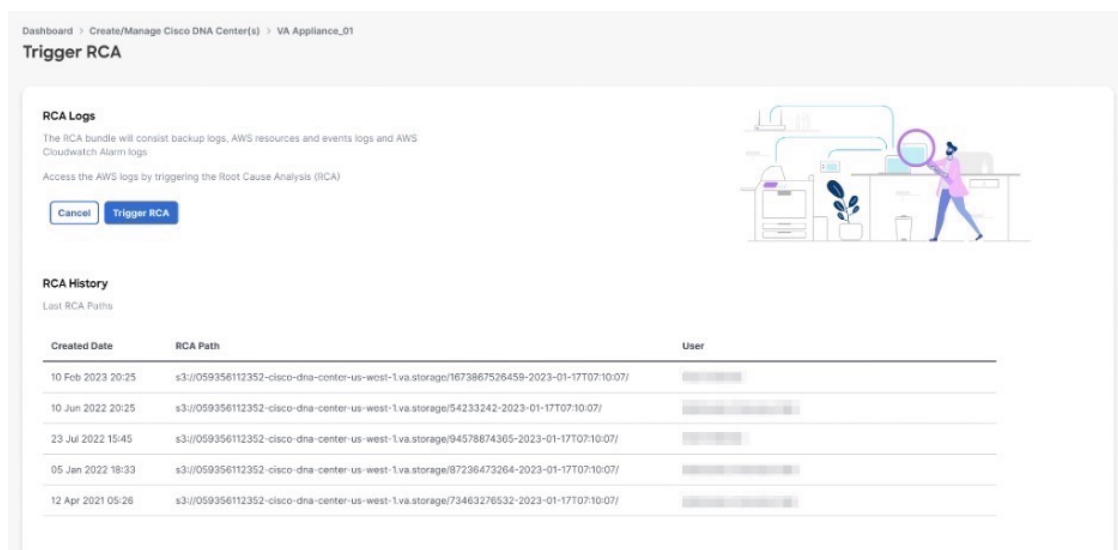 Dashboard > Create/Manage Cisco DNA Center(s) > VA Appliance_01
Trigger RCA
RCA Logs
The RCA bundle will consist backup logs, AWS resources and events logs and AWS
Cloudwatch Alarm logs
Access the AWS logs by triggering the Root Cause Analysis (RCA)
Cancel Trigger RCA
RCA History
Last RCA Paths
Created Date RCA Path User
10 Feb 2023 20:25 s3://059356112352-cisco-dna-center-us-west-1.va.storage/1673867526459-2023-01-17T07:10:07/
10 Jun 2022 20:25 s3://059356112352-cisco-dna-center-us-west-1.va.storage/54233242-2023-01-17T07:10:07/
23 Jul 2022 15:45 s3://059356112352-cisco-dna-center-us-west-1.va.storage/94578874365-2023-01-17T07:10:07/
05 Jan 2022 18:33 s3://059356112352-cisco-dna-center-us-west-1.va.storage/87236473264-2023-01-17T07:10:07/
12 Apr 2021 05:26 s3://059356112352-cisco-dna-center-us-west-1.va.storage/73463276532-2023-01-17T07:10:07/